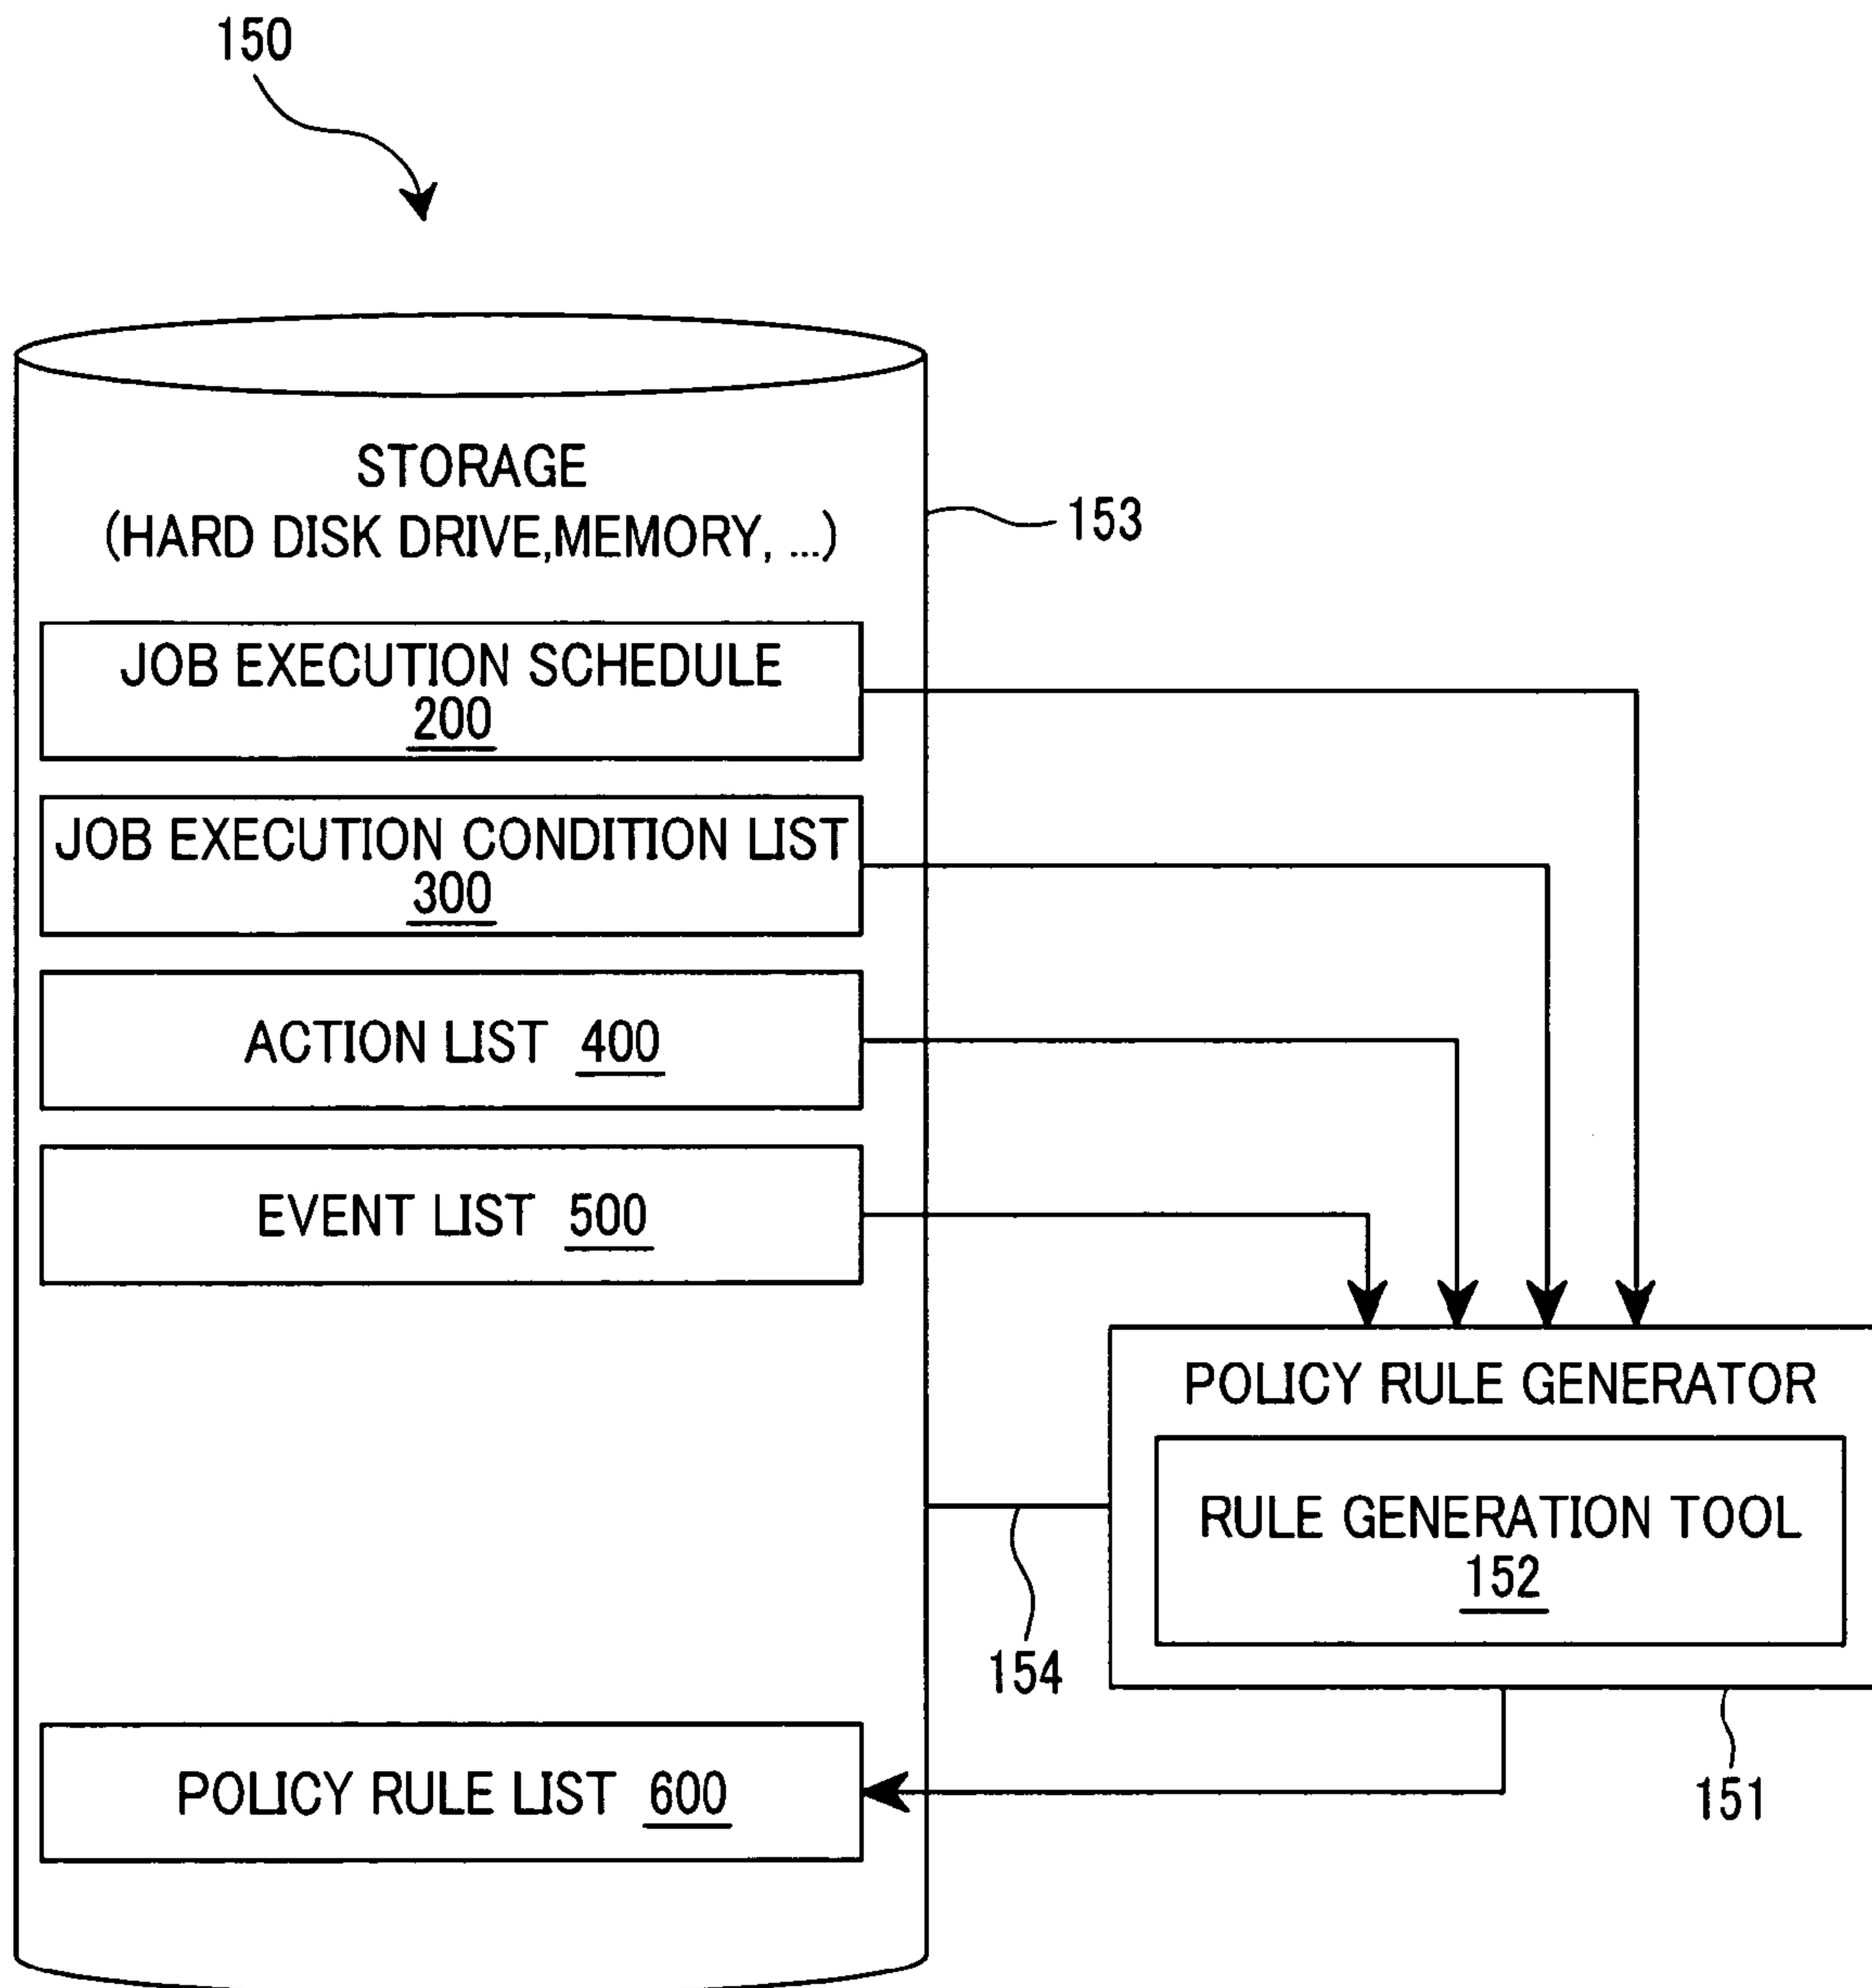 150
STORAGE
(HARD DISK DRIVE,MEMORY, ...)
153
JOB EXECUTION SCHEDULE
200
JOB EXECUTION CONDITION LIST
300
ACTION LIST 400
EVENT LIST 500
POLICY RULE GENERATOR
RULE GENERATION TOOL
152
154
151
POLICY RULE LIST 600